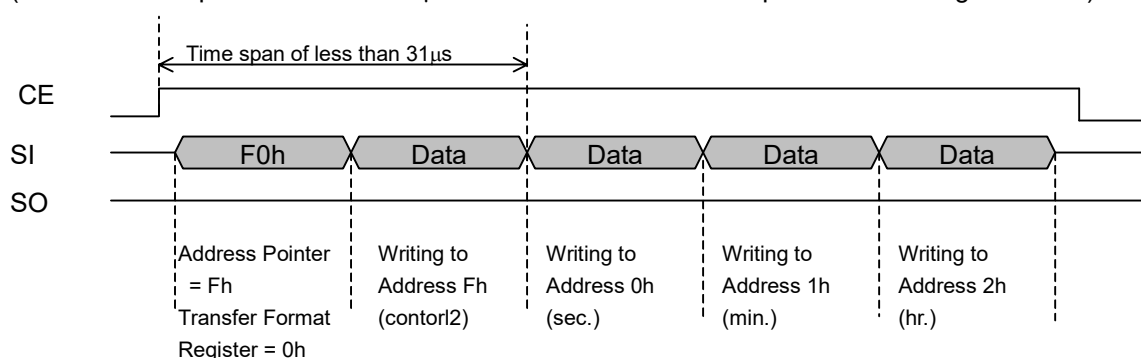 Time span of less than 31μs
CE
SI F0h Data Data Data Data
SO
Address Pointer Writing to Writing to Writing to Writing to
= Fh Address Fh Address 0h Address 1h Address 2h
Transfer Format (contorl2) (sec.) (min.) (hr.)
Register = 0h